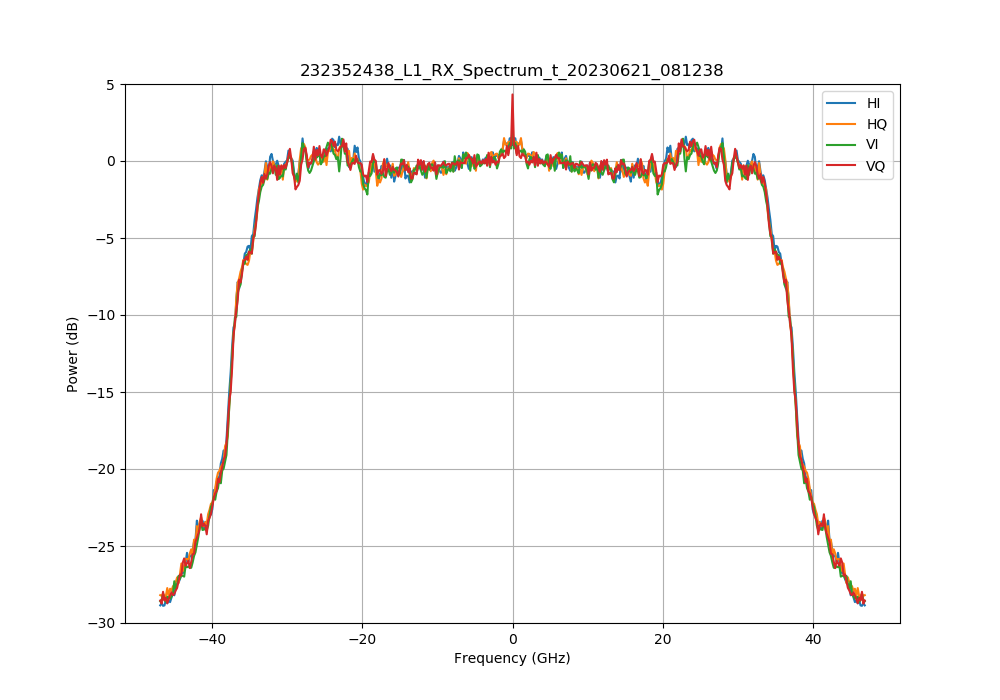 232352438_L1_RX_Spectrum_t_20230621_081238
5
0
−5
−10
−15
−20
−25
−30
Power (dB)
−40
−20
0
20
40
Frequency (GHz)
HI
HQ
VI
VQ